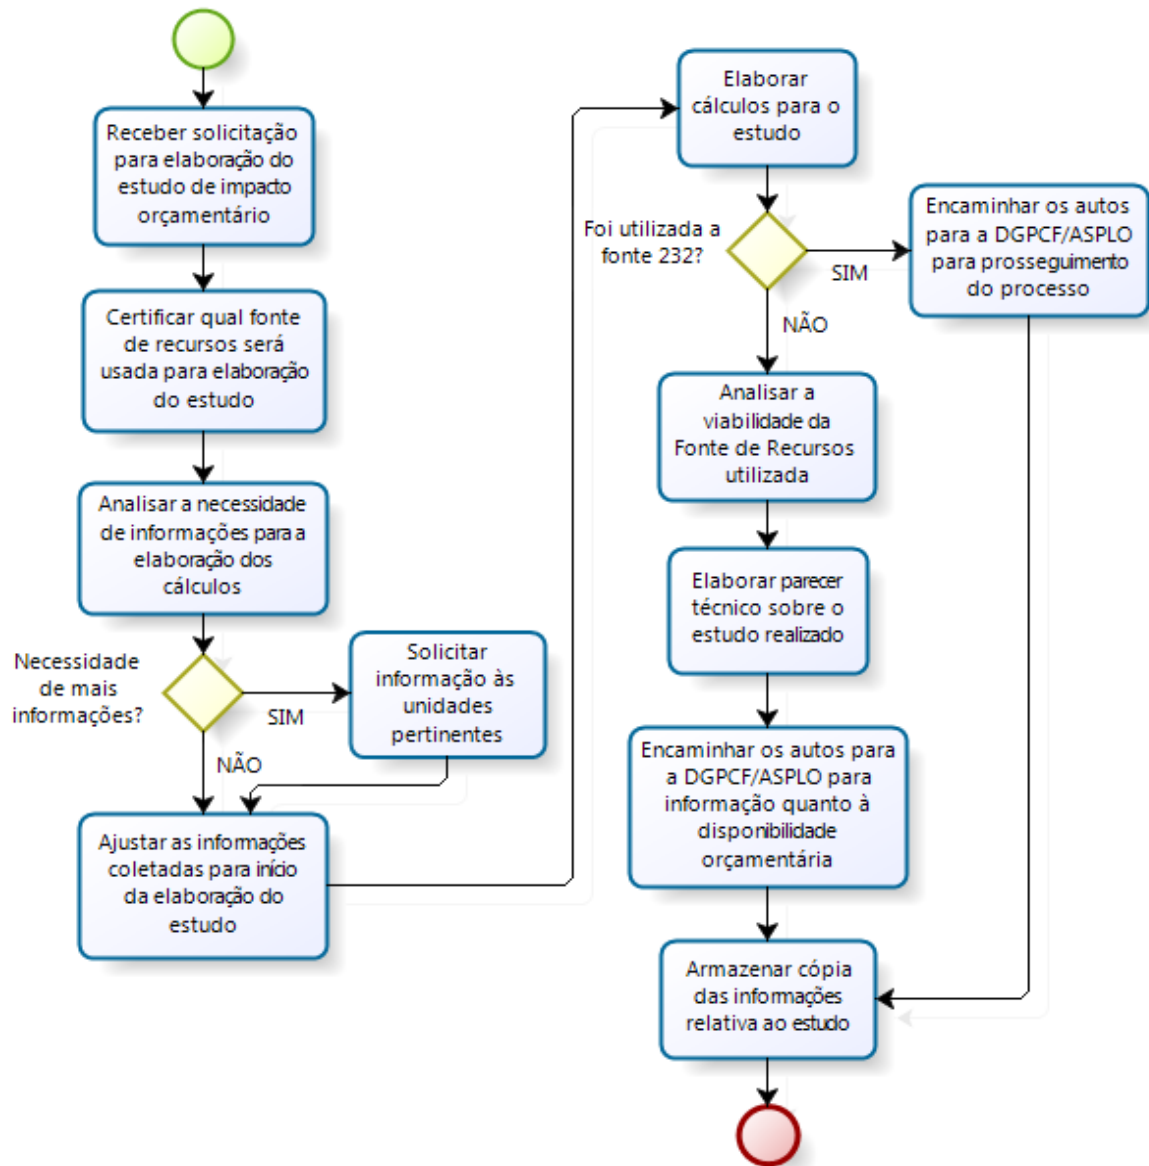 Receber solicitação
para elaboração do
estudo de impacto
orçamentário
Certificar qual fonte
de recursos será
usada para elaboração
do estudo
Analisar a necessidade
de informações para a
elaboração dos
cálculos
Necessidade
de mais
informações?
SIM
Solicitar
informação às
unidades
pertinentes
NÃO
Ajustar as informações
coletadas para início
da elaboração do
estudo
Elaborar
cálculos para o
estudo
Foi utilizada a
fonte 232?
SIM
Encaminhar os autos
para a DGPCF/ASPLO
para prosseguimento
do processo
NÃO
Analisar a
viabilidade da
Fonte de Recursos
utilizada
Elaborar parecer
técnico sobre o
estudo realizado
Encaminhar os autos para
a DGPCF/ASPLO para
informação quanto à
disponibilidade
orçamentária
Armazenar cópia
das informações
relativa ao estudo